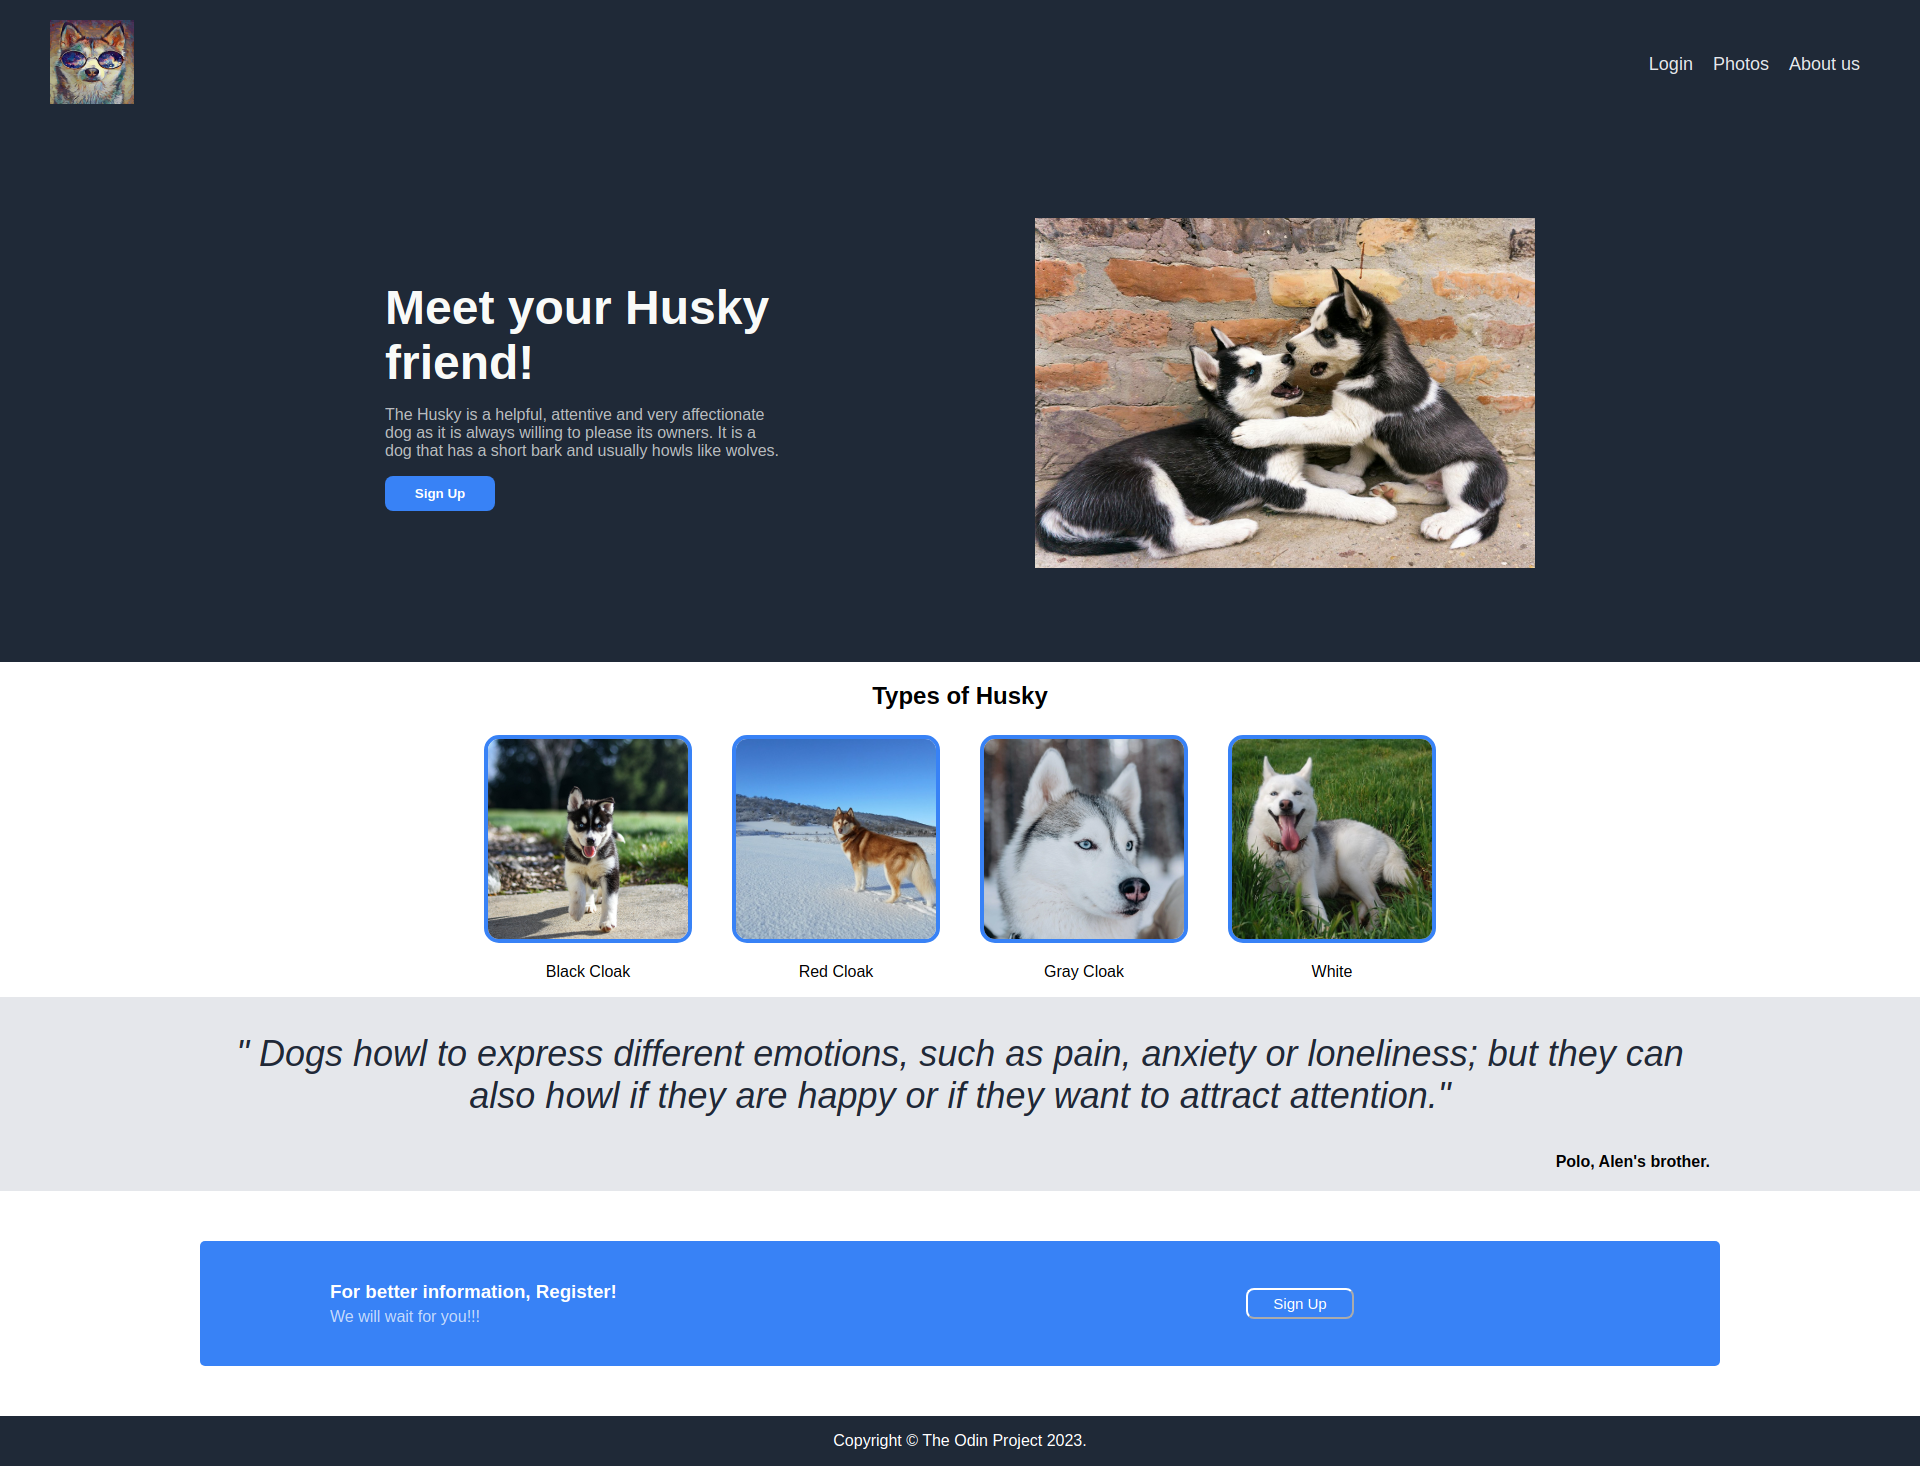 Login
Photos
About us
Meet your Husky
friend!
The Husky is a helpful, attentive and very affectionate
dog as it is always willing to please its owners. It is a
dog that has a short bark and usually howls like wolves.
Sign Up
Types of Husky
Black Cloak
Red Cloak
Gray Cloak
White
" Dogs howl to express different emotions, such as pain, anxiety or loneliness; but they can
also howl if they are happy or if they want to attract attention."
Polo, Alen's brother.
For better information, Register!
We will wait for you!!!
Sign Up
Copyright © The Odin Project 2023.